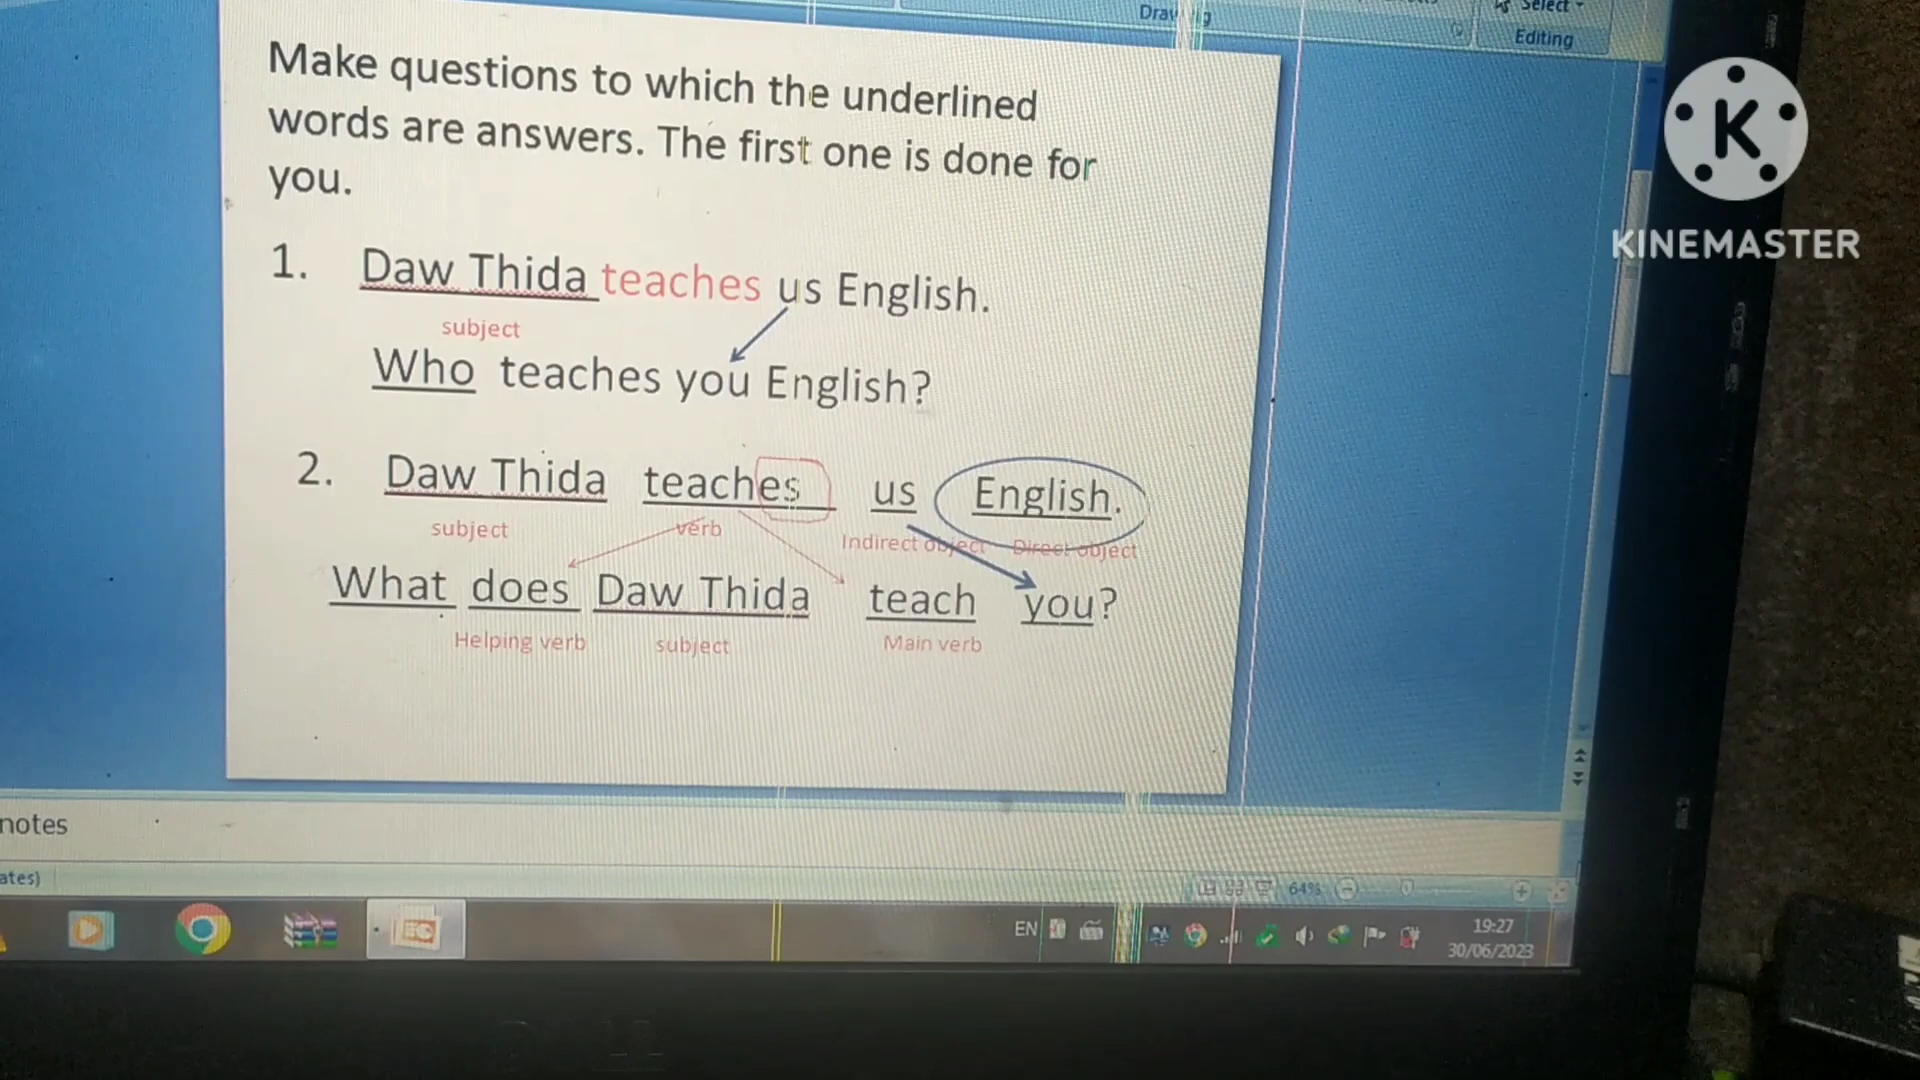 Select
Editing
Make questions to which the underlined
words are answers. The first one is done for
you.
1. Daw Thida teaches us English.
subject
Who teaches you English?
2. Daw Thida teaches us English.
subject verb Indirect object Direct object
What does Daw Thida teach you?
Helping verb subject Main verb
KINEMASTER
notes
ates)
64%
EN
19:27
30/06/2023